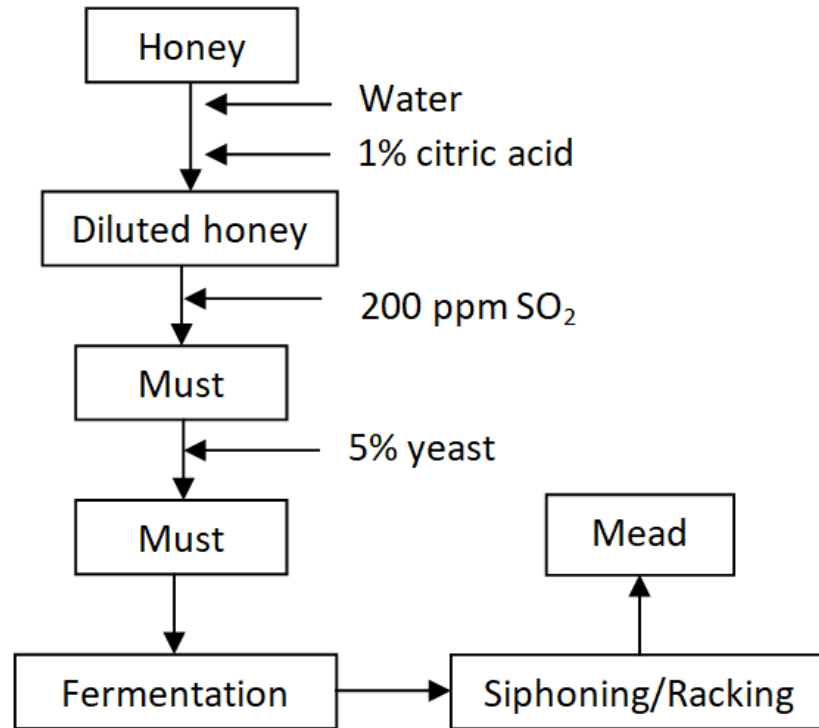 Honey
Water
1% citric acid
Diluted honey
200 ppm SO₂
Must
5% yeast
Must
Mead
Fermentation
Siphoning/Racking